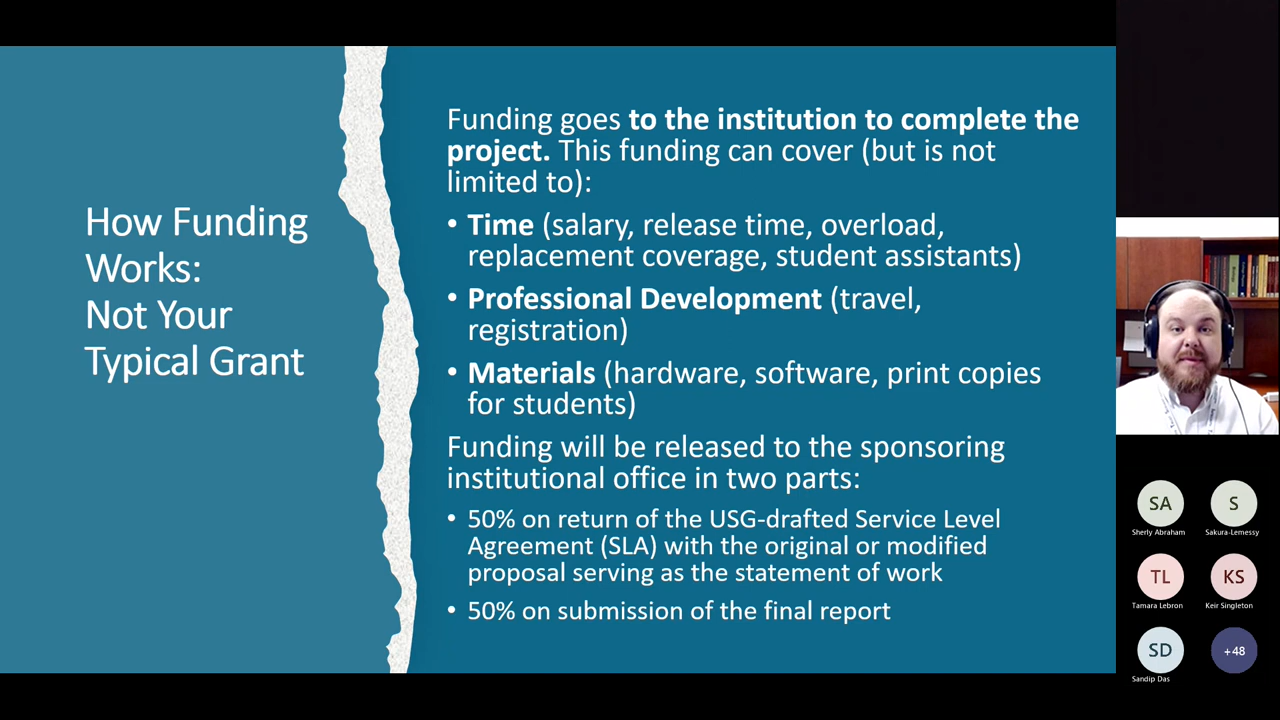 How Funding
Works:
Not Your
Typical Grant
Funding goes to the institution to complete the
project. This funding can cover (but is not
limited to):
• Time (salary, release time, overload,
replacement coverage, student assistants)
• Professional Development (travel,
registration)
• Materials (hardware, software, print copies
for students)
Funding will be released to the sponsoring
institutional office in two parts:
• 50% on return of the USG-drafted Service Level
Agreement (SLA) with the original or modified
proposal serving as the statement of work
• 50% on submission of the final report
SA
S
Sherly Abraham
Sakura-Lemessy
TL
KS
Tamara Lebron
Keir Singleton
SD
+48
Sandip Das